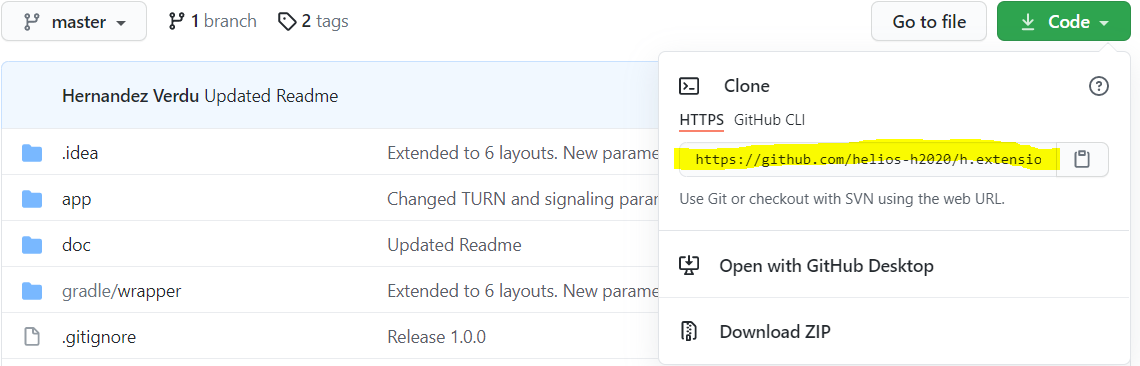 master
1 branch
2 tags
Go to file
Code
Hernandez Verdu Updated Readme
.idea
Extended to 6 layouts. New parame
app
Changed TURN and signaling parar
doc
Updated Readme
gradle/wrapper
Extended to 6 layouts. New parame
.gitignore
Release 1.0.0
Clone
HTTPS GitHub CLI
https://github.com/helios-h2020/h.extensio
Use Git or checkout with SVN using the web URL.
Open with GitHub Desktop
Download ZIP